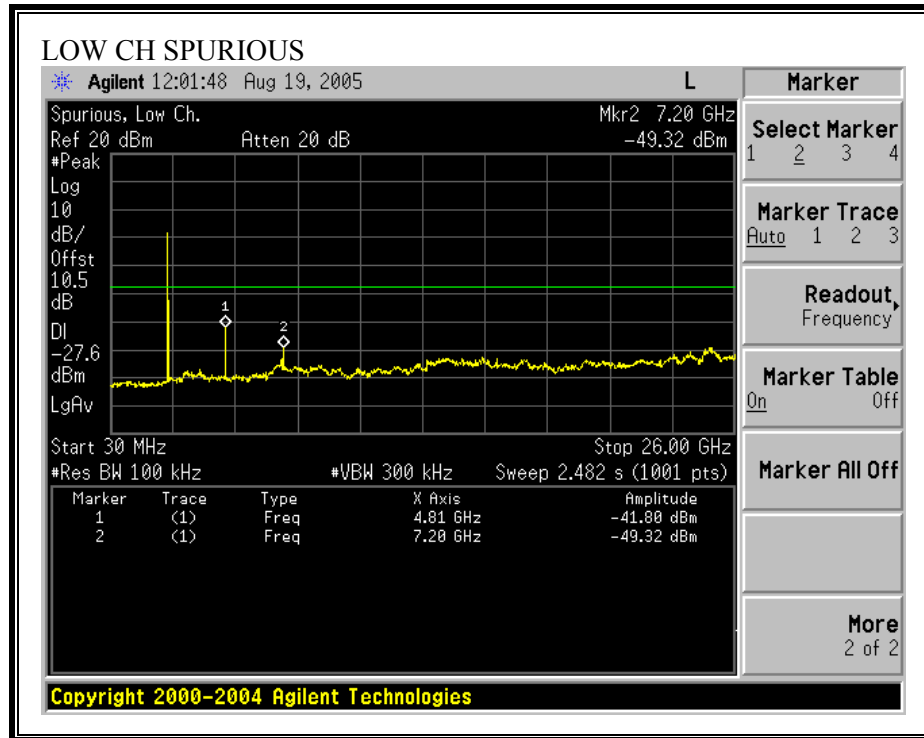 LOW CH SPURIOUS
Agilent 12:01:48 Aug 19, 2005 L
Spurious, Low Ch. Mkr2 7.20 GHz
Ref 20 dBm Atten 20 dB -49.32 dBm
#Peak
Log
10
dB/
Offst
10.5
dB
DI
-27.6
dBm
LgAv
1
2
Start 30 MHz Stop 26.00 GHz
#Res BW 100 kHz #VBW 300 kHz Sweep 2.482 s (1001 pts)
Marker Trace Type X Axis Amplitude
1 (1) Freq 4.81 GHz -41.80 dBm
2 (1) Freq 7.20 GHz -49.32 dBm
Marker
Select Marker
1 2 3 4
Marker Trace
Auto 1 2 3
Readout
Frequency
Marker Table
On Off
Marker All Off
More
2 of 2
Copyright 2000-2004 Agilent Technologies